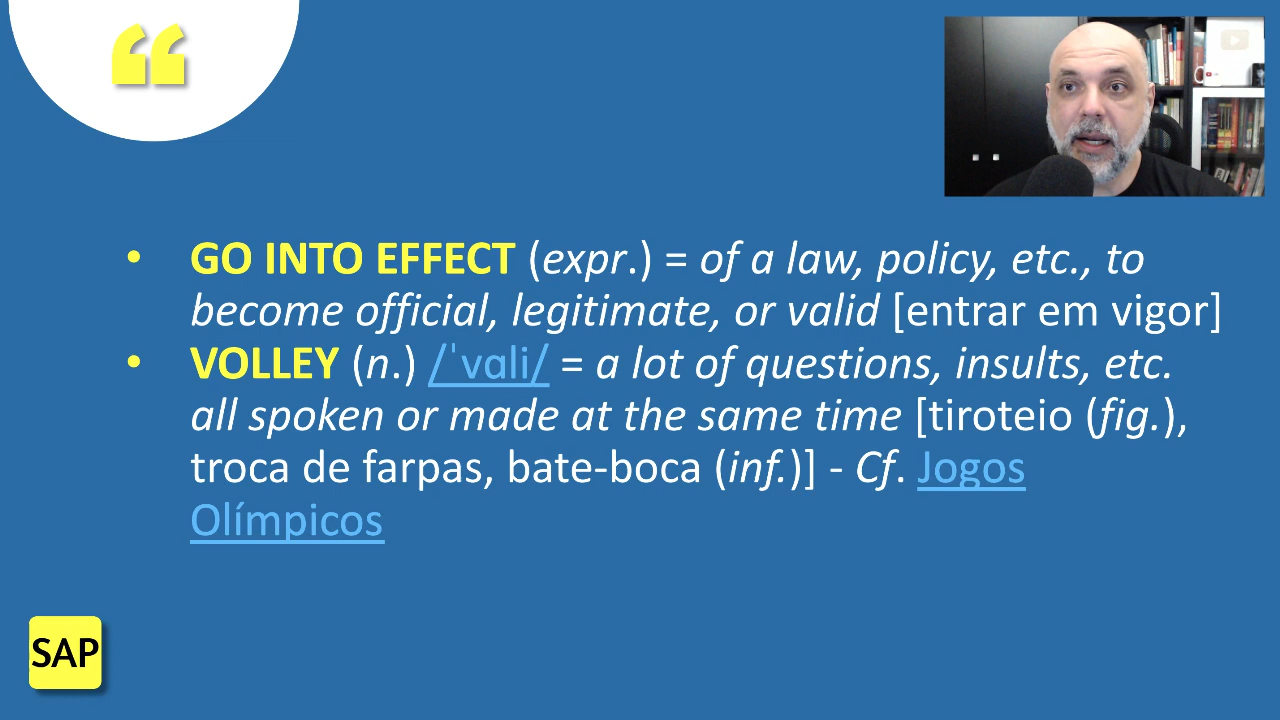 • GO INTO EFFECT (expr.) = of a law, policy, etc., to
become official, legitimate, or valid [entrar em vigor]
• VOLLEY (n.) /ˈvɑli/ = a lot of questions, insults, etc.
all spoken or made at the same time [tiroteio (fig.),
troca de farpas, bate-boca (inf.)] - Cf. Jogos
Olímpicos
SAP